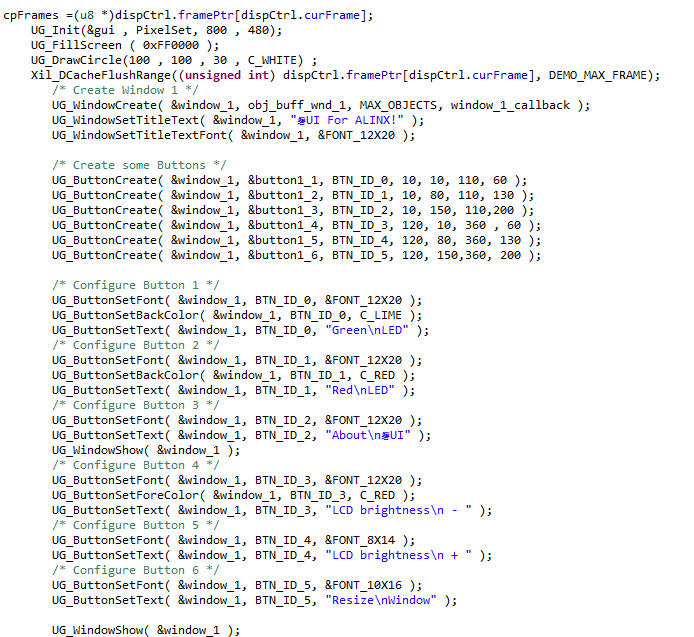 cpFrames =(u8 *)dispCtrl.framePtr[dispCtrl.curFrame];
UG_Init(&gui , PixelSet, 800 , 480);
UG_FillScreen ( 0xFF0000 );
UG_DrawCircle(100 , 100 , 30 , C_WHITE) ;
Xil_DCacheFlushRange((unsigned int) dispCtrl.framePtr[dispCtrl.curFrame], DEMO_MAX_FRAME);
/* Create Window 1 */
UG_WindowCreate( &window_1, obj_buff_wnd_1, MAX_OBJECTS, window_1_callback );
UG_WindowSetTitleText( &window_1, "UI For ALINX!" );
UG_WindowSetTitleTextFont( &window_1, &FONT_12X20 );
/* Create some Buttons */
UG_ButtonCreate( &window_1, &button1_1, BTN_ID_0, 10, 10, 110, 60 );
UG_ButtonCreate( &window_1, &button1_2, BTN_ID_1, 10, 80, 110, 130 );
UG_ButtonCreate( &window_1, &button1_3, BTN_ID_2, 10, 150, 110,200 );
UG_ButtonCreate( &window_1, &button1_4, BTN_ID_3, 120, 10, 360 , 60 );
UG_ButtonCreate( &window_1, &button1_5, BTN_ID_4, 120, 80, 360, 130 );
UG_ButtonCreate( &window_1, &button1_6, BTN_ID_5, 120, 150,360, 200 );
/* Configure Button 1 */
UG_ButtonSetFont( &window_1, BTN_ID_0, &FONT_12X20 );
UG_ButtonSetBackColor( &window_1, BTN_ID_0, C_LIME );
UG_ButtonSetText( &window_1, BTN_ID_0, "Green\nLED" );
/* Configure Button 2 */
UG_ButtonSetFont( &window_1, BTN_ID_1, &FONT_12X20 );
UG_ButtonSetBackColor( &window_1, BTN_ID_1, C_RED );
UG_ButtonSetText( &window_1, BTN_ID_1, "Red\nLED" );
/* Configure Button 3 */
UG_ButtonSetFont( &window_1, BTN_ID_2, &FONT_12X20 );
UG_ButtonSetText( &window_1, BTN_ID_2, "About\nUI" );
UG_WindowShow( &window_1 );
/* Configure Button 4 */
UG_ButtonSetFont( &window_1, BTN_ID_3, &FONT_12X20 );
UG_ButtonSetForeColor( &window_1, BTN_ID_3, C_RED );
UG_ButtonSetText( &window_1, BTN_ID_3, "LCD brightness\n - " );
/* Configure Button 5 */
UG_ButtonSetFont( &window_1, BTN_ID_4, &FONT_8X14 );
UG_ButtonSetText( &window_1, BTN_ID_4, "LCD brightness\n + " );
/* Configure Button 6 */
UG_ButtonSetFont( &window_1, BTN_ID_5, &FONT_10X16 );
UG_ButtonSetText( &window_1, BTN_ID_5, "Resize\nWindow" );
UG_WindowShow( &window_1 );